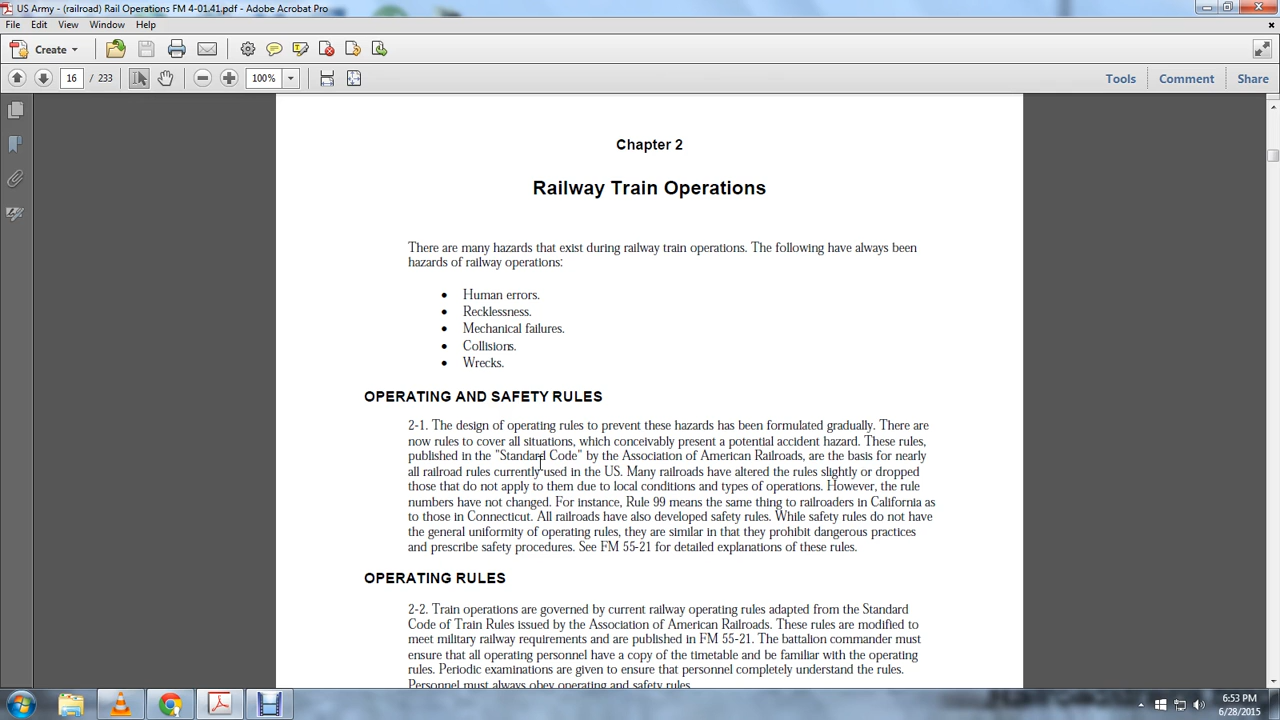 US Army - (railroad) Rail Operations FM 4-01.41.pdf - Adobe Acrobat Pro
File Edit View Window Help
Create
16 / 233 100% Tools Comment Share
Chapter 2
Railway Train Operations
There are many hazards that exist during railway train operations. The following have always been
hazards of railway operations:
• Human errors.
• Recklessness.
• Mechanical failures.
• Collisions.
• Wrecks.
OPERATING AND SAFETY RULES
2-1. The design of operating rules to prevent these hazards has been formulated gradually. There are
now rules to cover all situations, which conceivably present a potential accident hazard. These rules,
published in the "Standard Code" by the Association of American Railroads, are the basis for nearly
all railroad rules currently used in the US. Many railroads have altered the rules slightly or dropped
those that do not apply to them due to local conditions and types of operations. However, the rule
numbers have not changed. For instance, Rule 99 means the same thing to railroaders in California as
to those in Connecticut. All railroads have also developed safety rules. While safety rules do not have
the general uniformity of operating rules, they are similar in that they prohibit dangerous practices
and prescribe safety procedures. See FM 55-21 for detailed explanations of these rules.
OPERATING RULES
2-2. Train operations are governed by current railway operating rules adapted from the Standard
Code of Train Rules issued by the Association of American Railroads. These rules are modified to
meet military railway requirements and are published in FM 55-21. The battalion commander must
ensure that all operating personnel have a copy of the timetable and be familiar with the operating
rules. Periodic examinations are given to ensure that personnel completely understand the rules.
Personnel must always obey operating and safety rules.
6:53 PM
6/28/2015